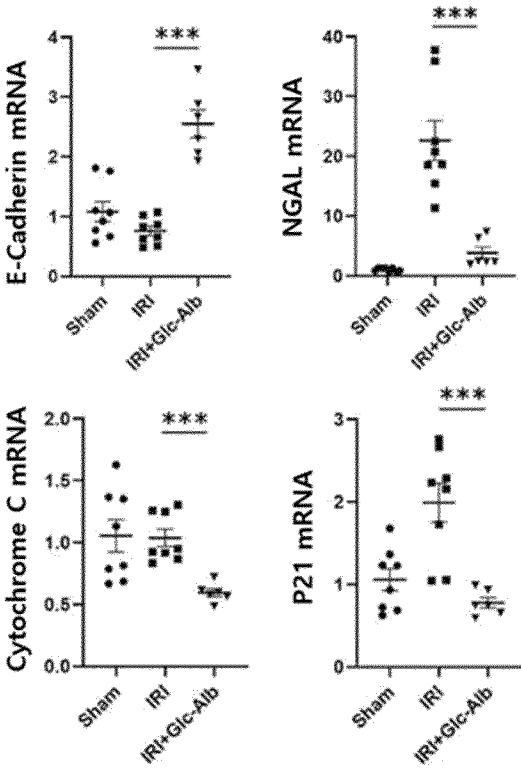 E-Cadherin mRNA
4
3
2
1
0
***
Sham
IRI
IRI+Glc-Alb
NGAL mRNA
40
30
20
10
0
***
Sham
IRI
IRI+Glc-Alb
Cytochrome C mRNA
2.0
1.5
1.0
0.5
0.0
***
Sham
IRI
IRI+Glc-Alb
P21 mRNA
3
2
1
0
***
Sham
IRI
IRI+Glc-Alb